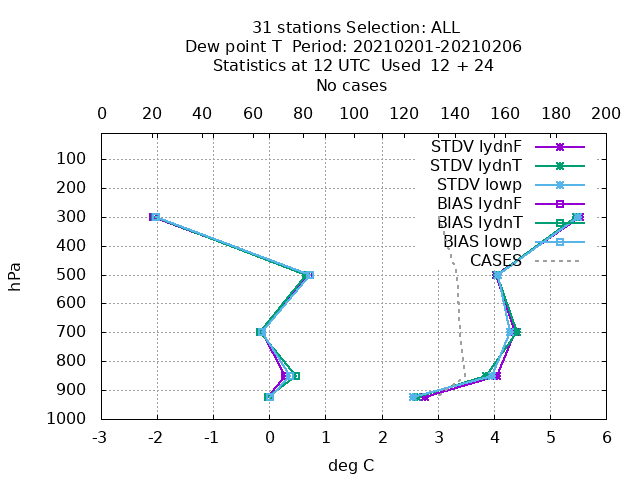 31 stations Selection: ALL
Dew point T  Period: 20210201-20210206
Statistics at 12 UTC  Used  12 + 24
No cases
0 20 40 60 80 100 120 140 160 180 200
STDV lydnF
STDV lydnT
STDV lowp
BIAS lydnF
BIAS lydnT
BIAS lowp
CASES
100
200
300
400
500
600
700
800
900
1000
hPa
-3 -2 -1 0 1 2 3 4 5 6
deg C